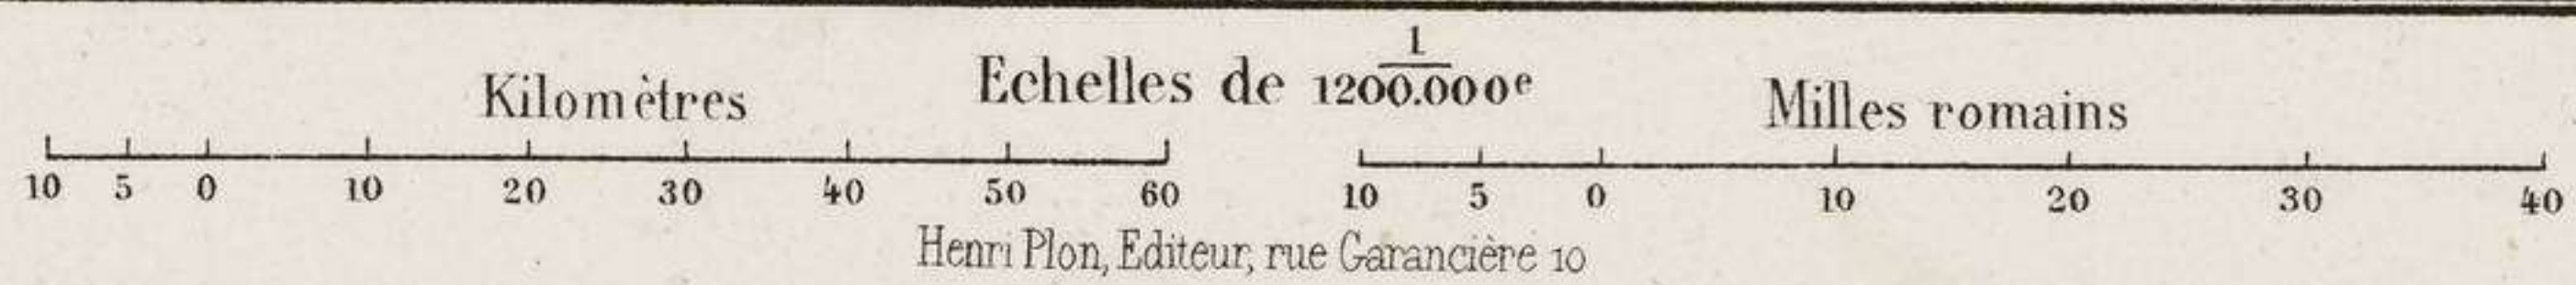 Kilomètres
Echelles de 1/1200.000e
Milles romains
10 5 0 10 20 30 40 50 60
10 5 0 10 20 30 40
Henri Plon, Editeur, rue Garancière 10